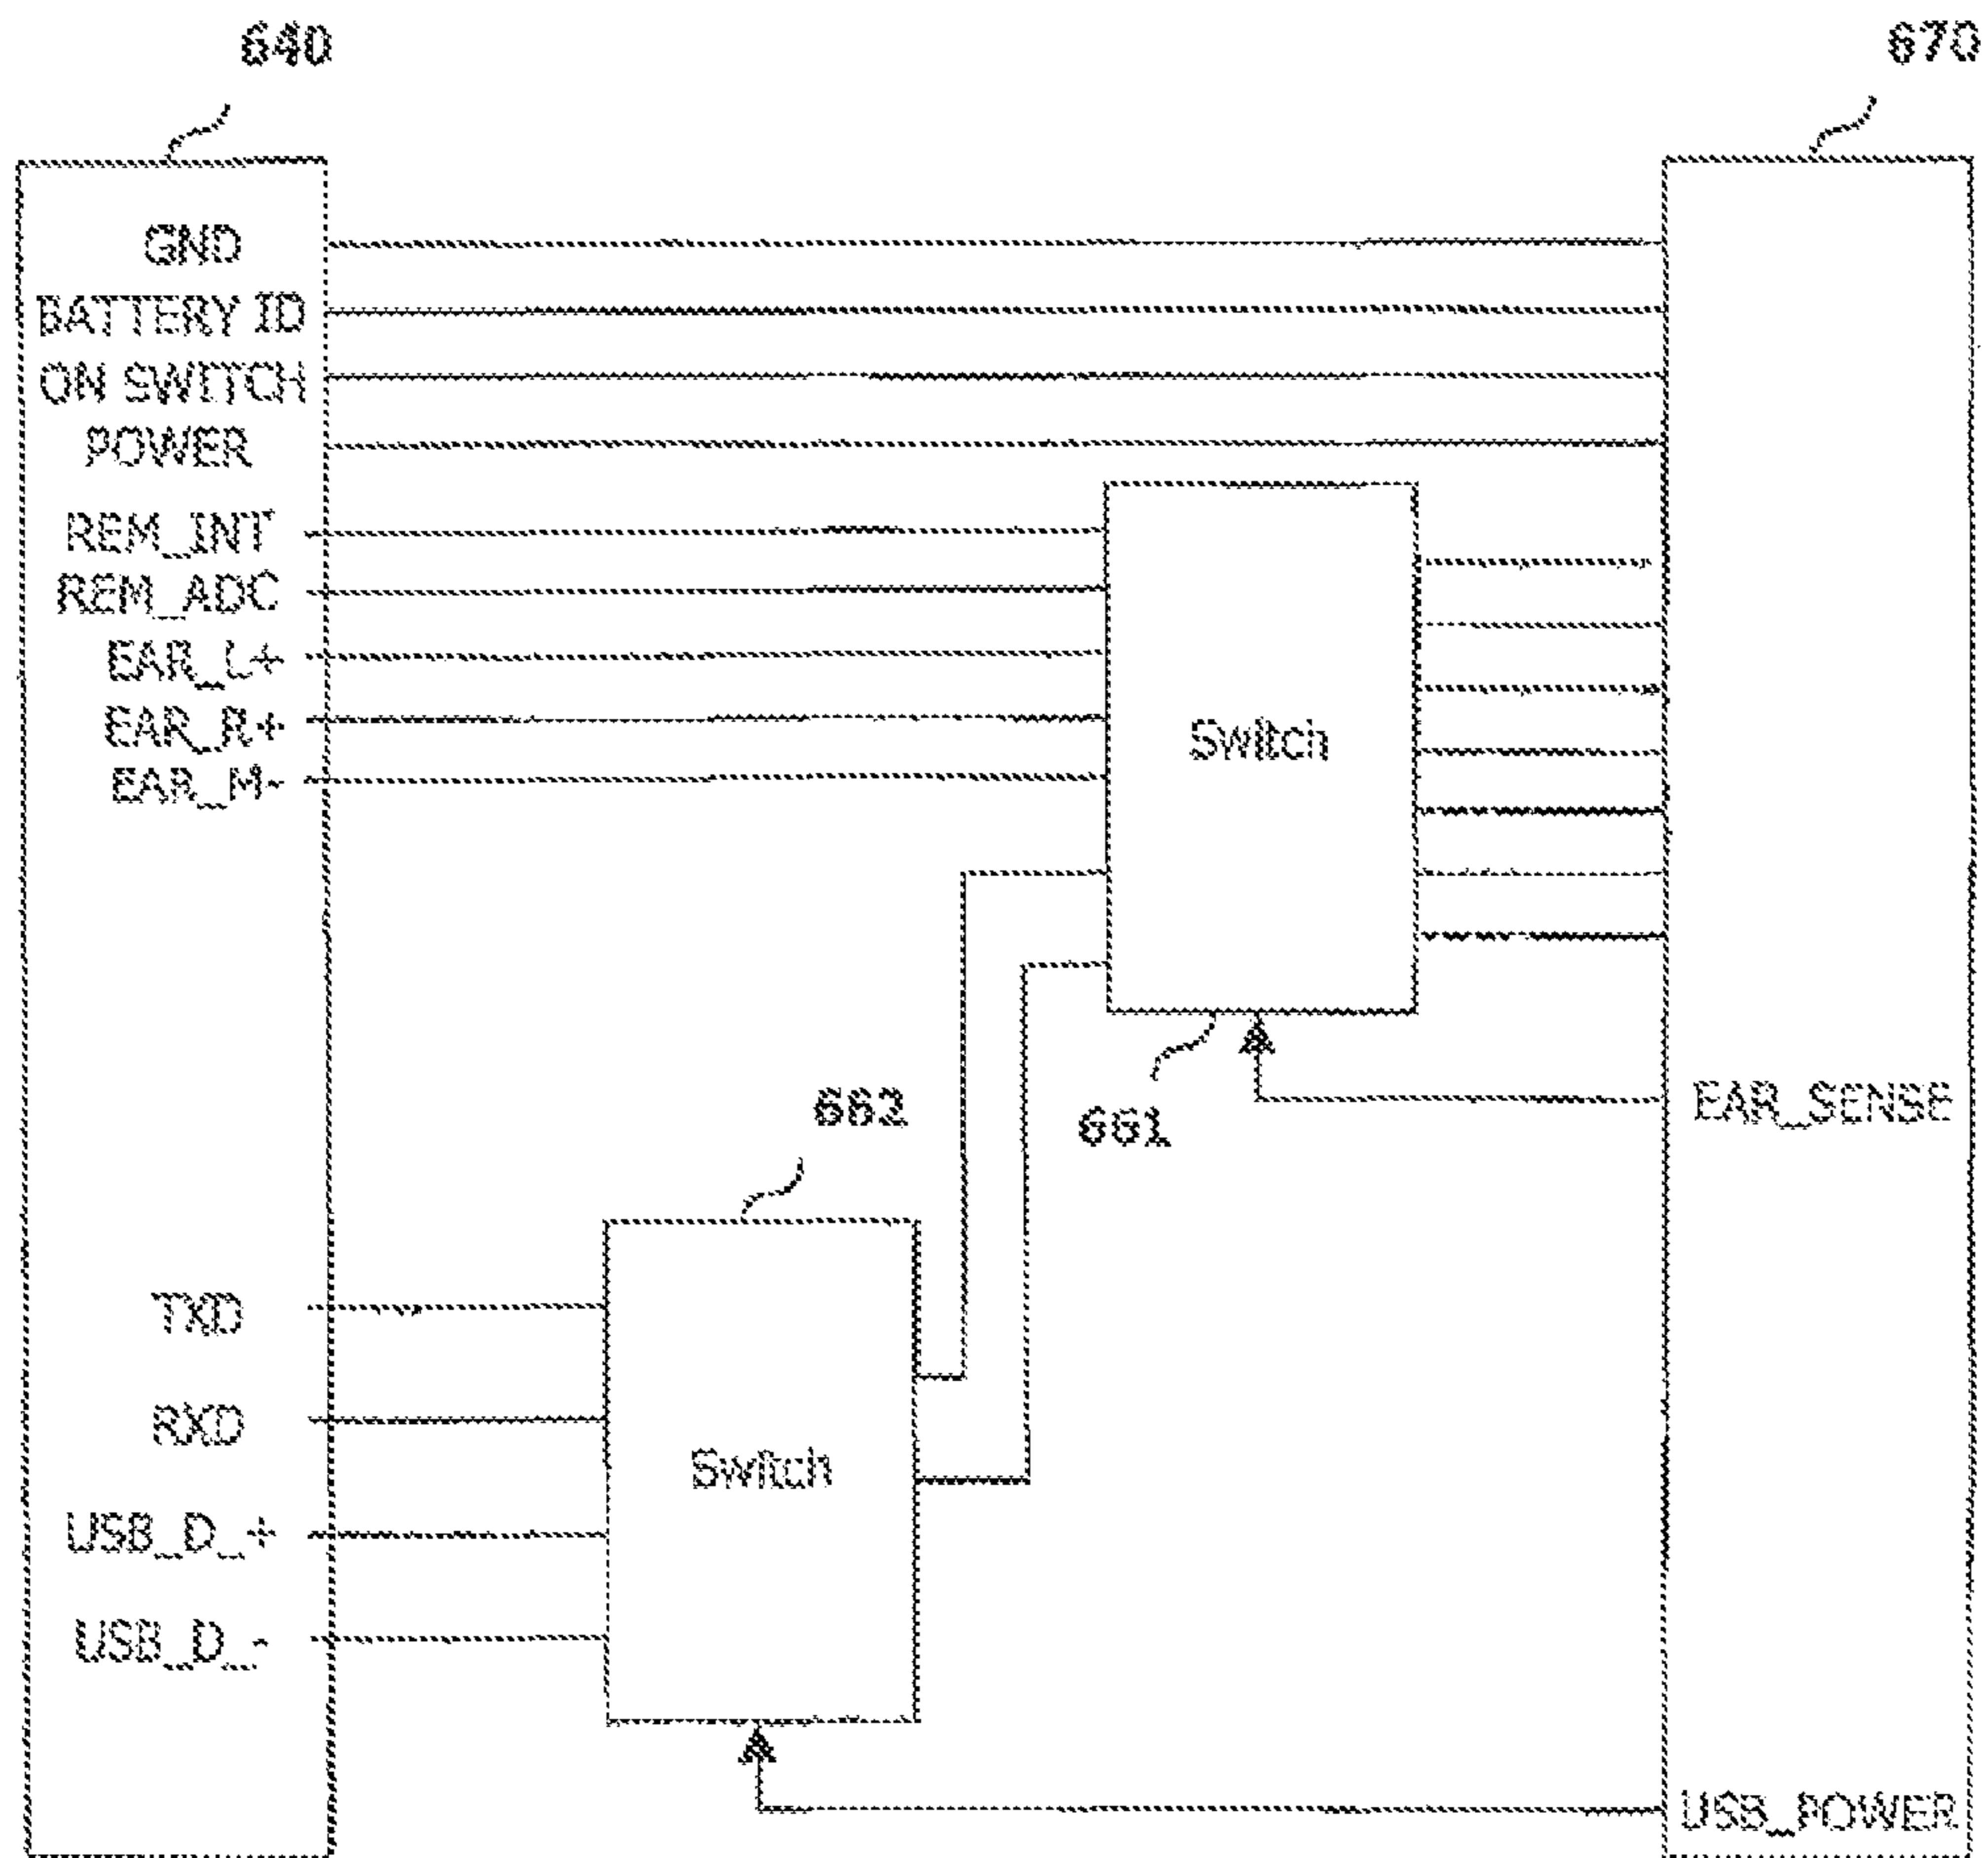 640
670
GND
BATTERY ID
ON SWITCH
POWER
REM_INT
REM_ADC
EAR_L+
EAR_R+
EAR_M-
Switch
EAR_SENSE
661
662
TXD
RXD
Switch
USB_D_+
USB_D_-
USB_POWER